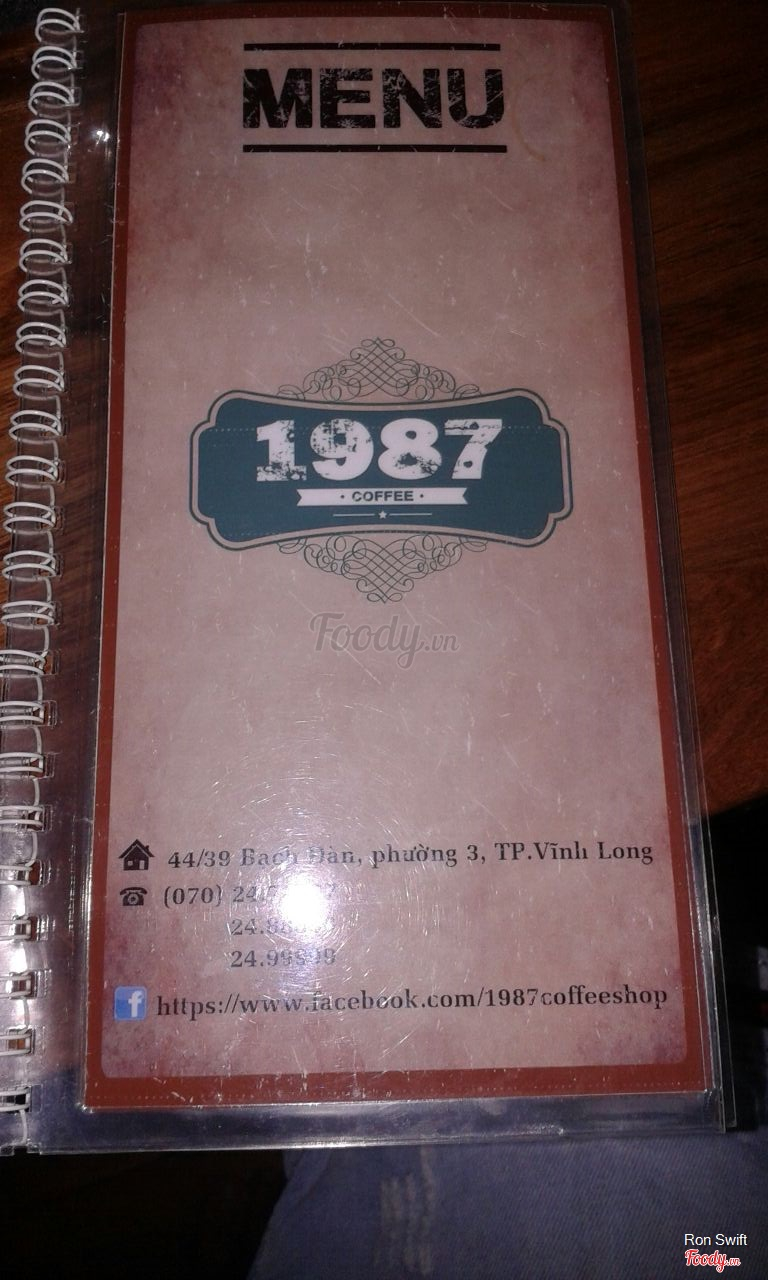 MENU
1987
· COFFEE ·
Foody.vn
44/39 Bạch Đàn, phường 3, TP.Vĩnh Long
(070)
https://www.facebook.com/1987coffeeshop
Ron Swift
Foody.vn